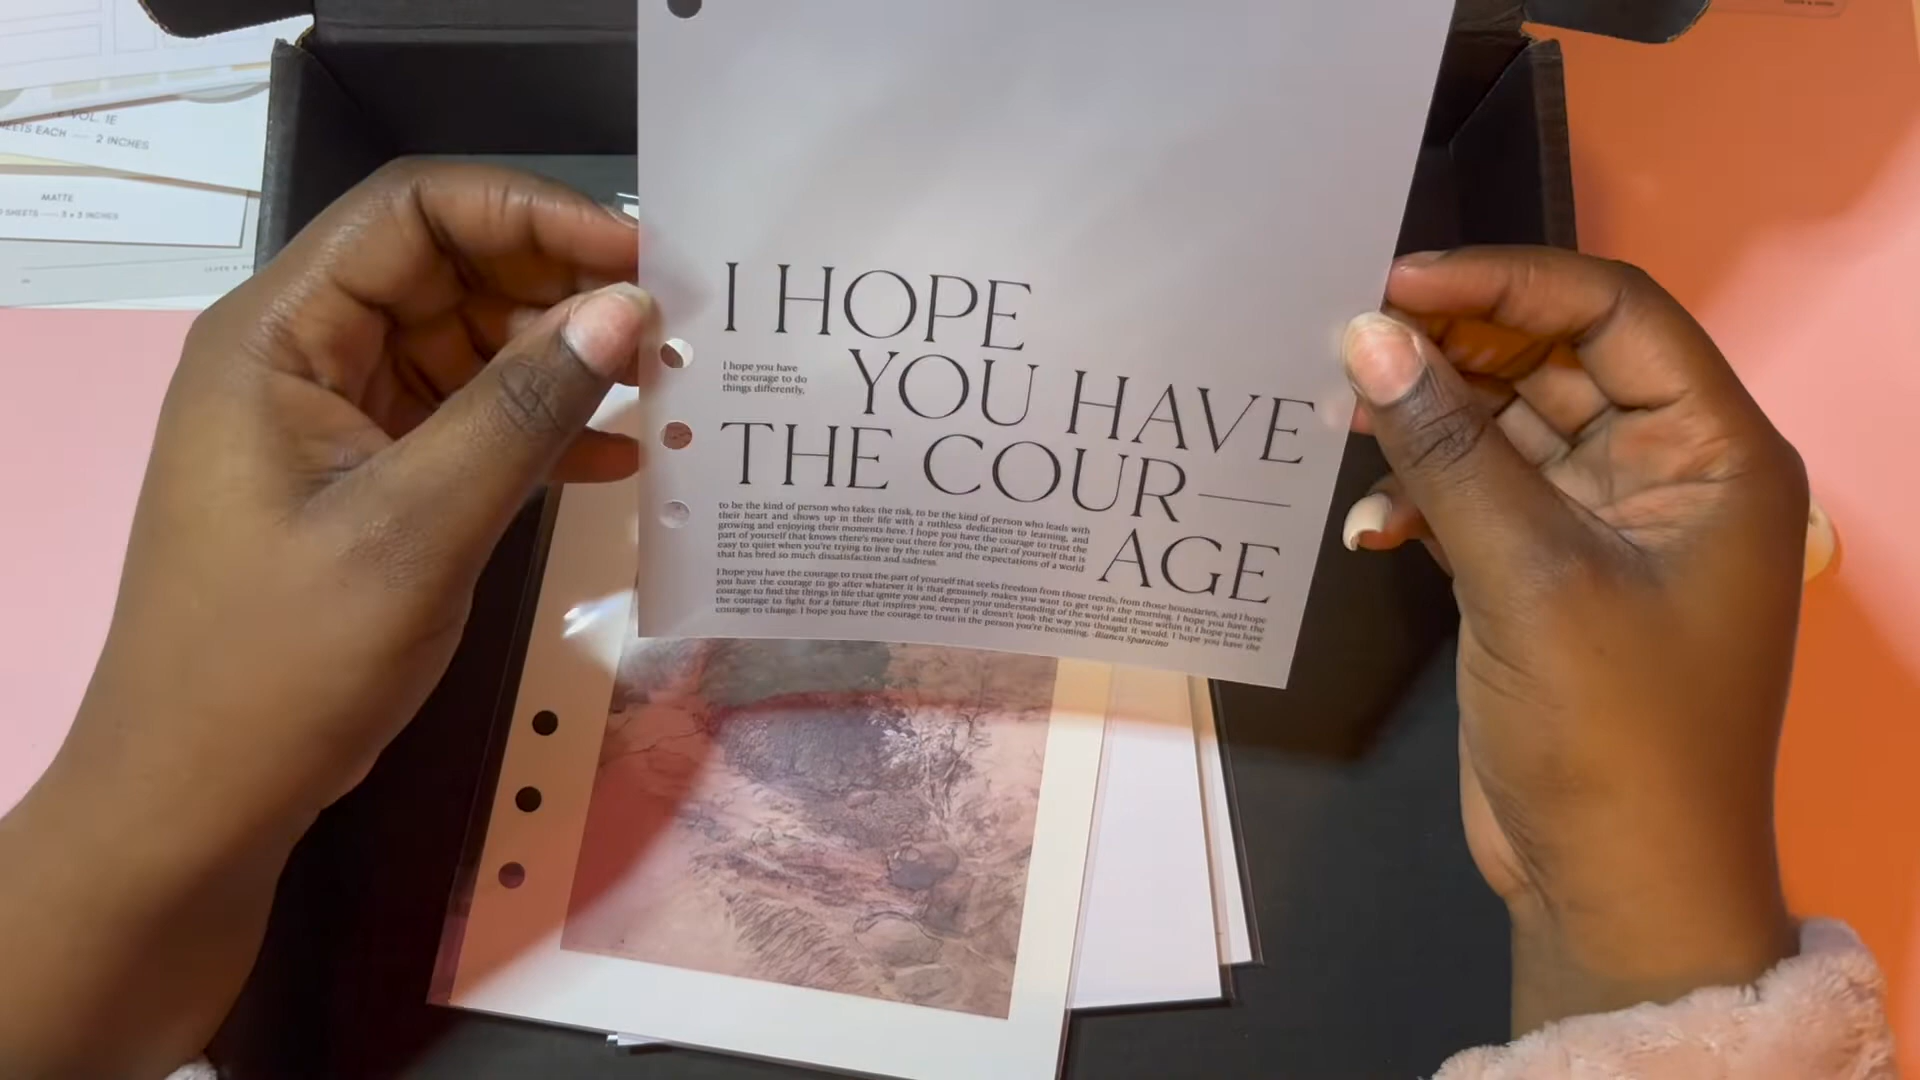 VOL. 1E
EETS EACH — 2 INCHES
MATTE
SHEETS — 3 x 3 INCHES
I HOPE
YOU HAVE
I hope you have
the courage to do
things differently,
THE COUR—
AGE
to be the kind of person who takes the risk, to be the kind of person who leads with
their heart and shows up in their life with a ruthless dedication to learning, and
growing and enjoying their moments here. I hope you have the courage to trust the
part of yourself that knows there's more out there for you, the part of yourself that is
easy to quiet when you're trying to live by the rules and the expectations of a world
that has bred so much dissatisfaction and sadness.
I hope you have the courage to trust the part of yourself that seeks freedom from those trends, from those boundaries, and I hope
you have the courage to go after whatever it is that genuinely makes you want to get up in the morning. I hope you have the
courage to find the things in life that ignite you and deepen your understanding of the world and those within it. I hope you have
the courage to fight for a future that inspires you, even if it doesn't look the way you thought it would. I hope you have the
courage to change. I hope you have the courage to trust in the person you're becoming. -Bianca Sparacino